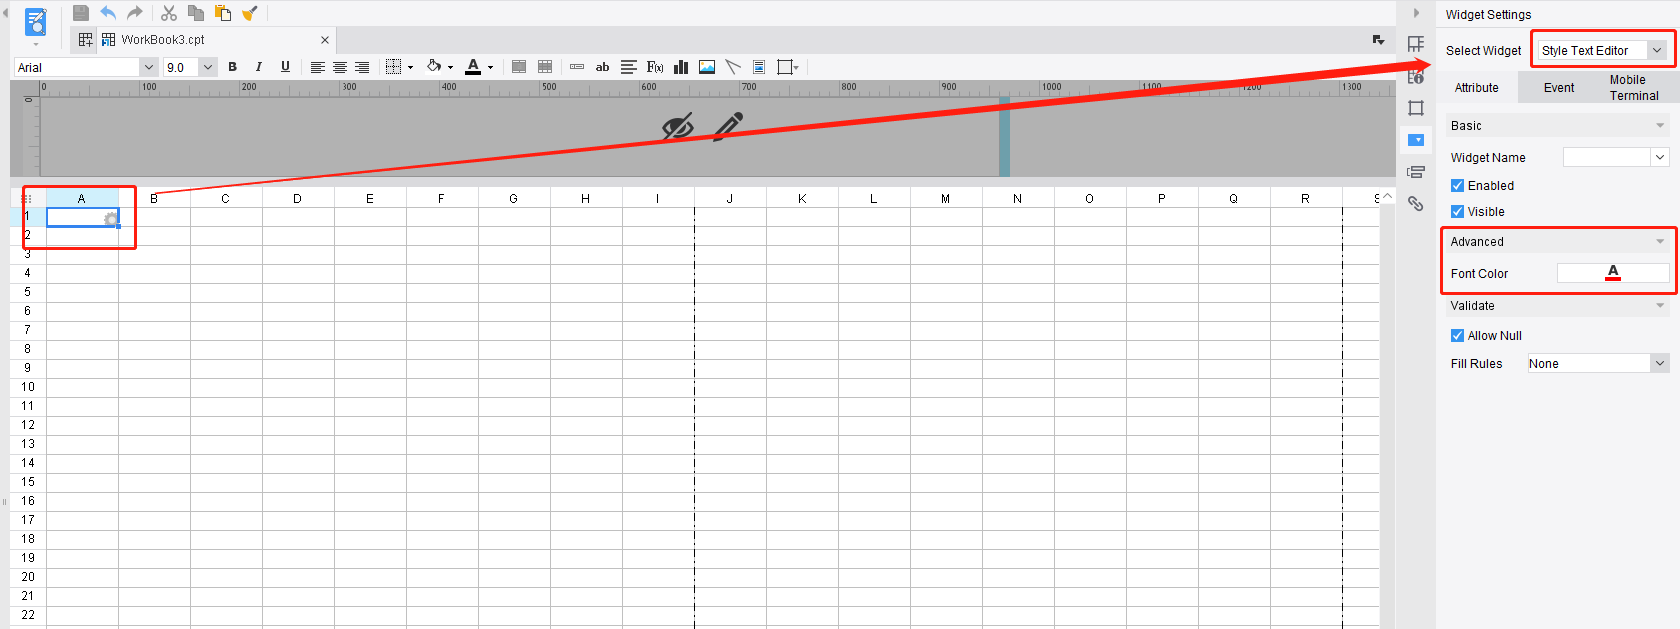 Widget Settings
WorkBook3.cpt
Select Widget Style Text Editor
Arial 9.0 B I U ab F(x)
0 100 200 300 400 500 600 700 800 900 1000 1100 1200 1300
0
Attribute Event Mobile Terminal
Basic
Widget Name
Enabled
Visible
Advanced
Font Color A
Validate
Allow Null
Fill Rules None
A B C D E F G H I J K L M N O P Q R S
1
2
3
4
5
6
7
8
9
10
11
12
13
14
15
16
17
18
19
20
21
22